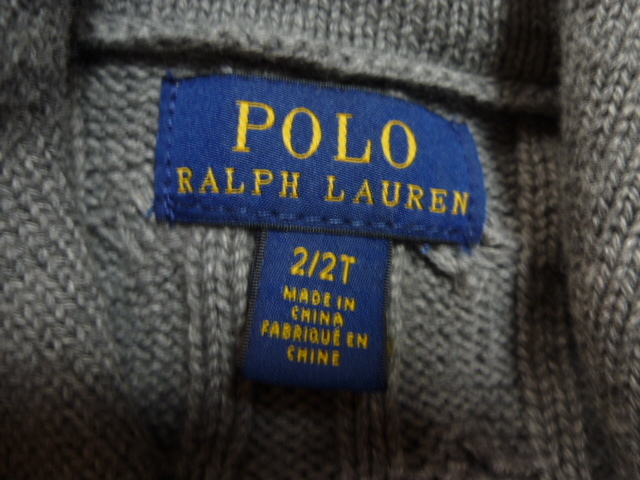 POLO
RALPH LAUREN
2/2T
MADE IN
CHINA
FABRIQUÉ EN
CHINE